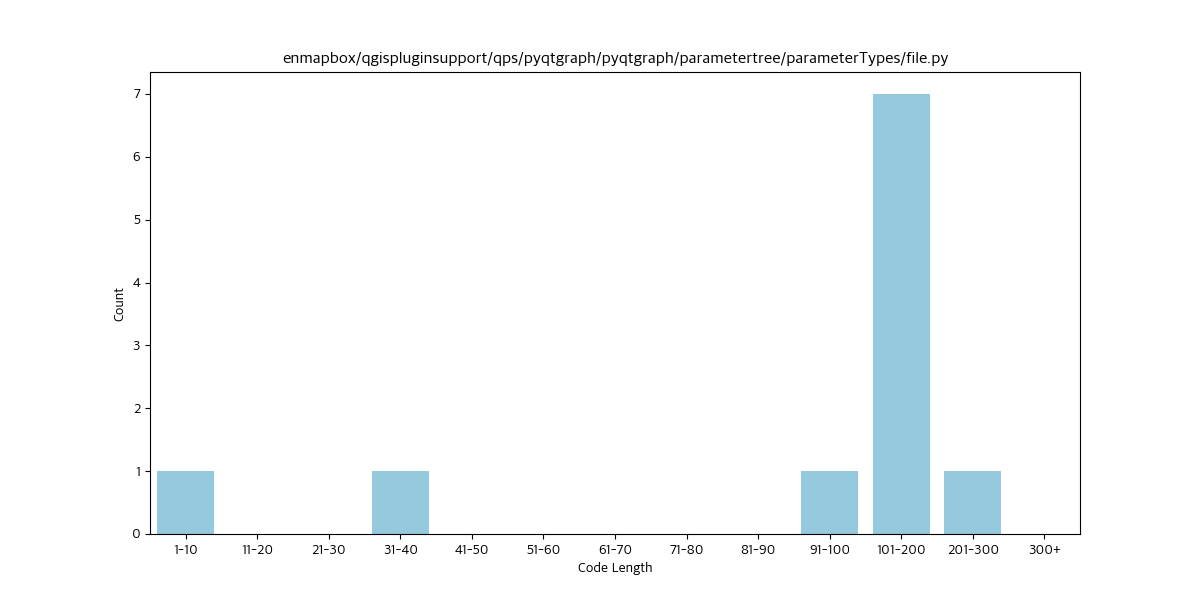 enmapbox/qgispluginsupport/qps/pyqtgraph/pyqtgraph/parametertree/parameterTypes/file.py
7
6
5
4
3
2
1
0
Count
1-10 11-20 21-30 31-40 41-50 51-60 61-70 71-80 81-90 91-100 101-200 201-300 300+
Code Length